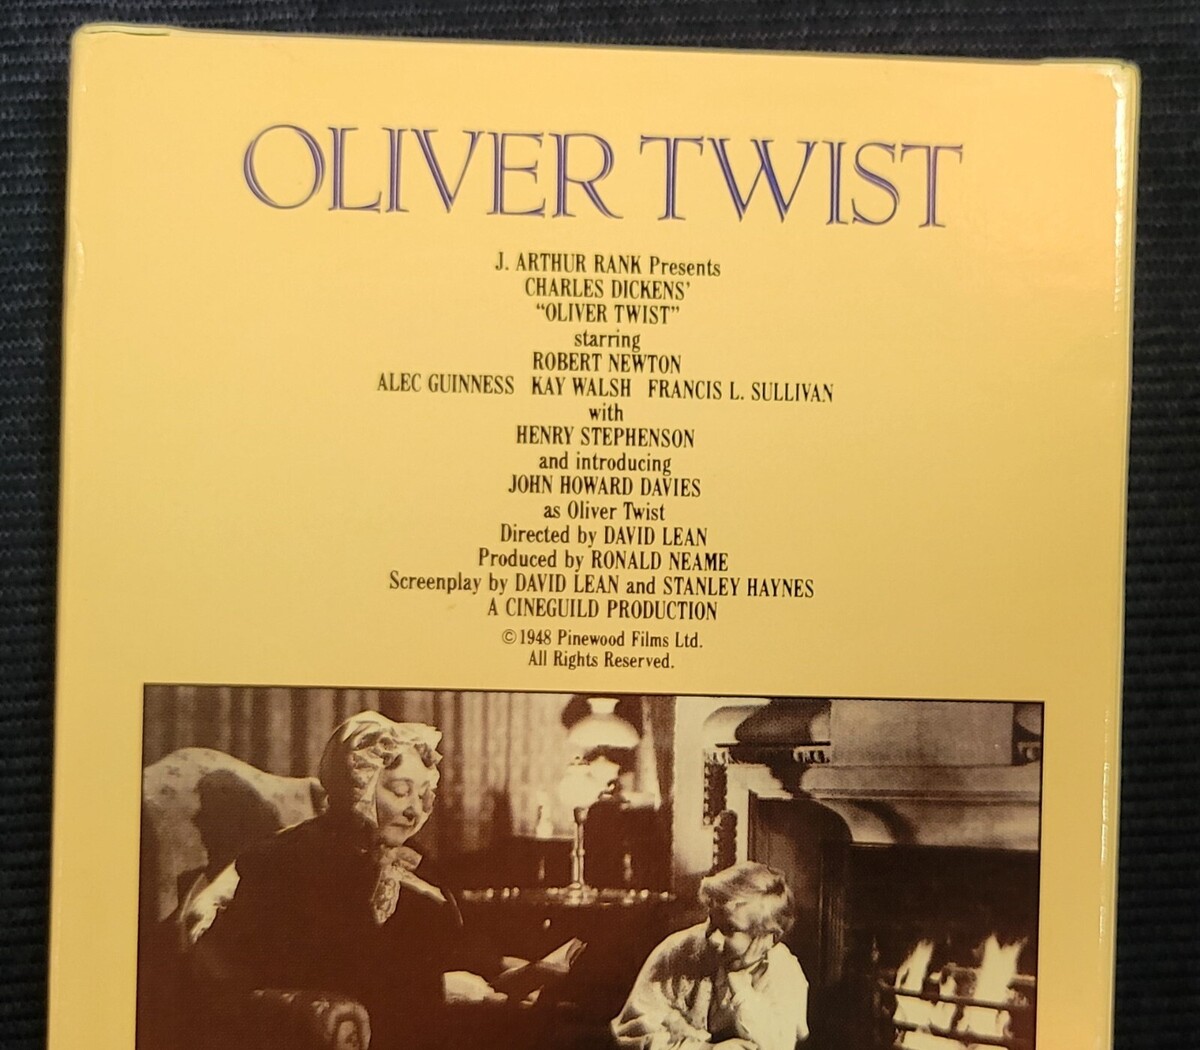 OLIVER TWIST
J. ARTHUR RANK Presents
CHARLES DICKENS'
“OLIVER TWIST”
starring
ROBERT NEWTON
ALEC GUINNESS KAY WALSH FRANCIS L. SULLIVAN
with
HENRY STEPHENSON
and introducing
JOHN HOWARD DAVIES
as Oliver Twist
Directed by DAVID LEAN
Produced by RONALD NEAME
Screenplay by DAVID LEAN and STANLEY HAYNES
A CINEGUILD PRODUCTION
©1948 Pinewood Films Ltd.
All Rights Reserved.